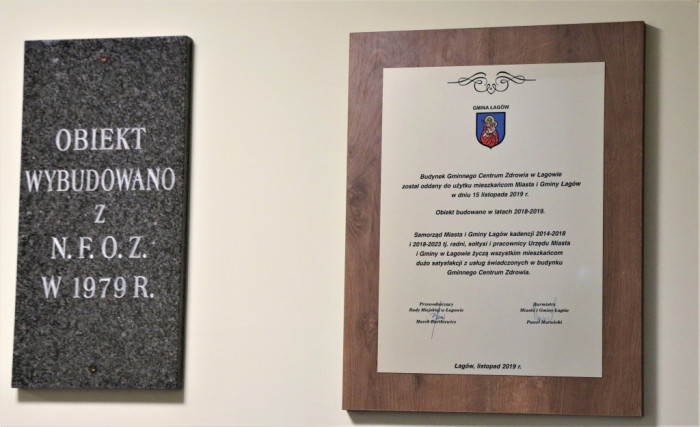 OBIEKT
WYBUDOWANO
Z
N. F. O. Z.
W 1979 R.
GMINA ŁAGÓW
Budynek Gminnego Centrum Zdrowia w Łagowie
został oddany do użytku mieszkańcom Miasta i Gminy Łagów
w dniu 15 listopada 2019 r.
Obiekt budowano w latach 2018-2019.
Samorząd Miasta i Gminy Łagów kadencji 2014-2018
i 2018-2023 tj. radni, sołtysi i pracownicy Urzędu Miasta
i Gminy w Łagowie życzą wszystkim mieszkańcom
dużo satysfakcji z usług świadczonych w budynku
Gminnego Centrum Zdrowia.
Przewodniczący
Rady Miejskiej w Łagowie
Marek Bartkiewicz
Burmistrz
Miasta i Gminy Łagów
Paweł
Łagów, listopad 2019 r.